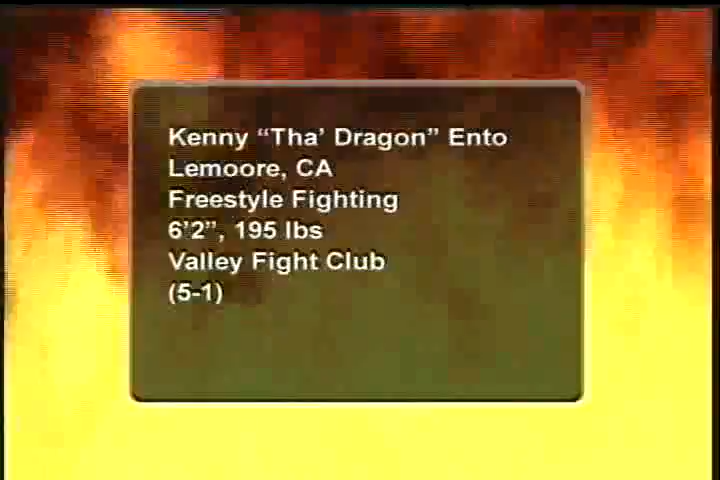 Kenny “Tha’ Dragon” Ento
Lemoore, CA
Freestyle Fighting
6’2”, 195 lbs
Valley Fight Club
(5-1)